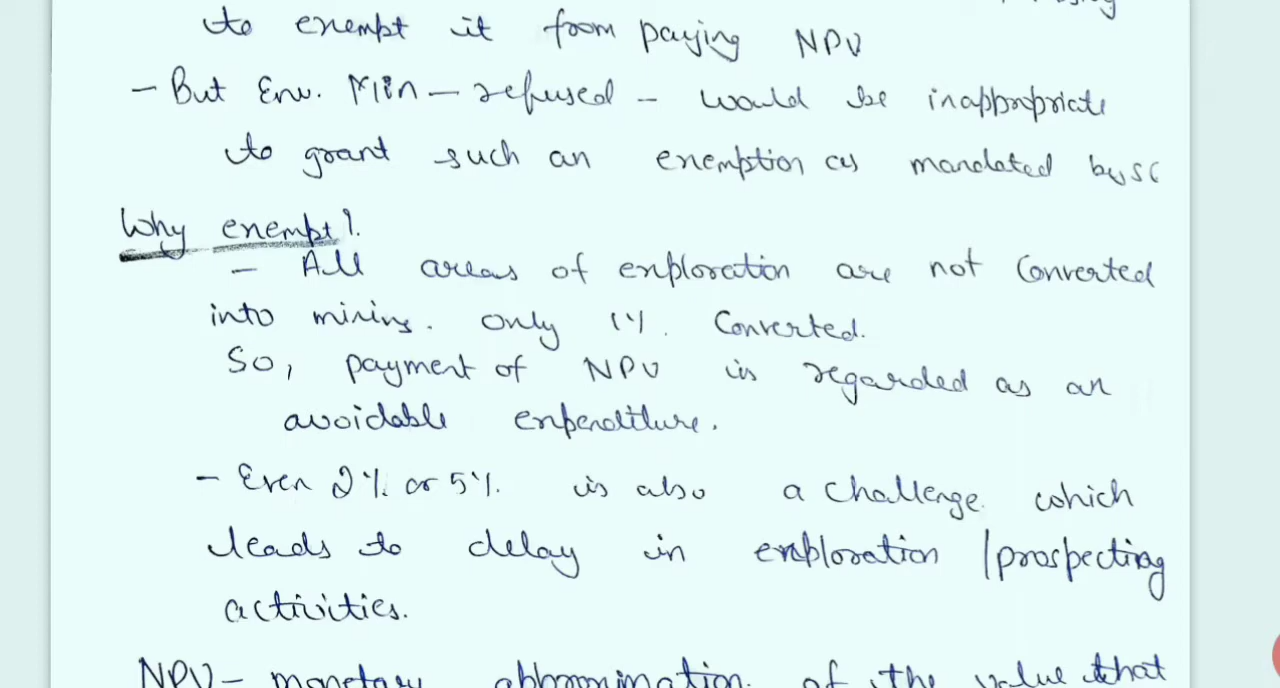 to exempt it from paying NPV
- But Env. Min - refused - would be inappropriate
to grant such an exemption as mandated by SC
Why exempt?
- All areas of exploration are not converted
into mining. Only 1% Converted.
So, payment of NPV is regarded as an
avoidable expenditure.
- Even 2% or 5% is also a challenge which
leads to delay in exploration / prospecting
activities.
NPV - monetary approximation of the value that